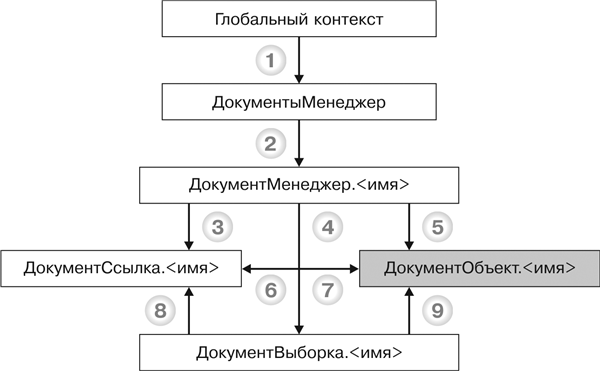 Глобальный контекст
1
ДокументыМенеджер
2
ДокументМенеджер.<имя>
3
4
5
ДокументСсылка.<имя>
ДокументОбъект.<имя>
6
7
8
9
ДокументВыборка.<имя>